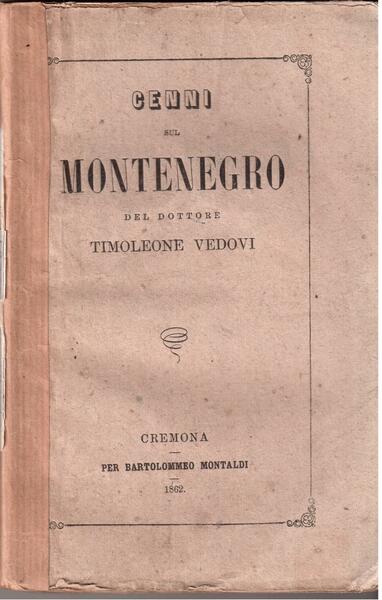 CENNI
SUL
MONTENEGRO
DEL DOTTORE
TIMOLEONE VEDOVI
CREMONA
PER BARTOLOMMEO MONTALDI
1862.